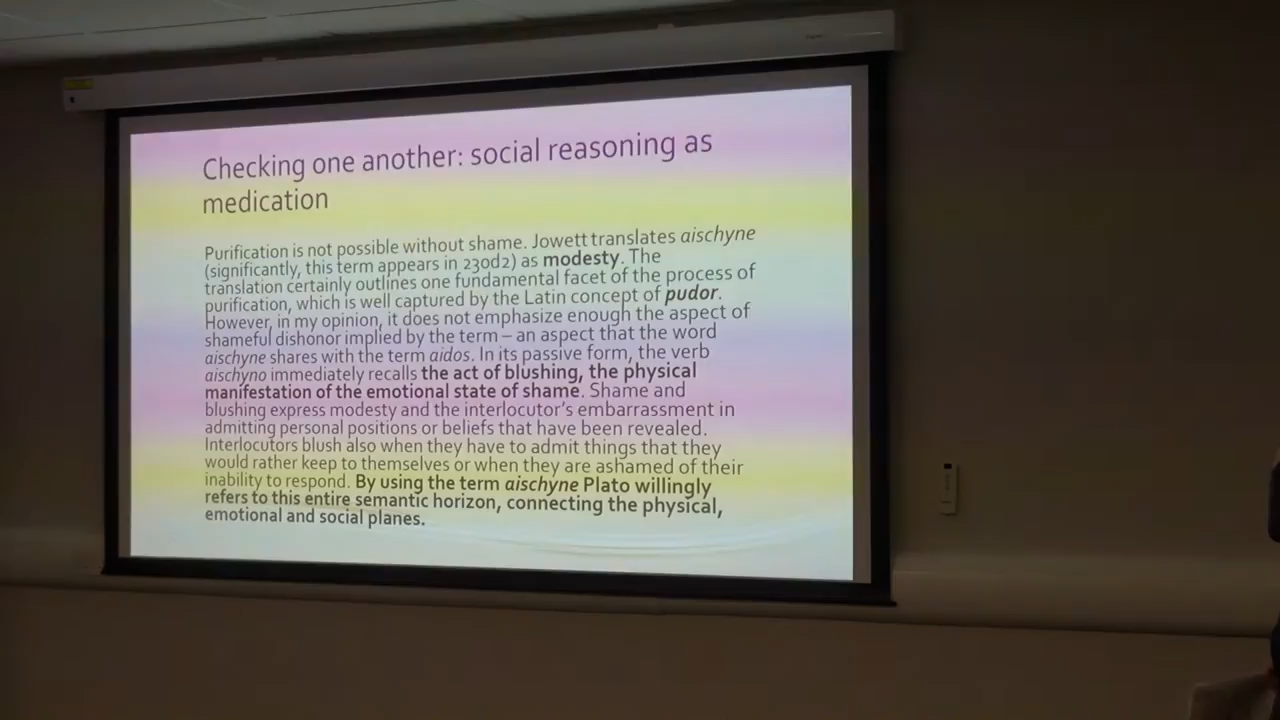 Checking one another: social reasoning as
medication
Purification is not possible without shame. Jowett translates aischyne
(significantly, this term appears in 230d2) as modesty. The
translation certainly outlines one fundamental facet of the process of
purification, which is well captured by the Latin concept of pudor.
However, in my opinion, it does not emphasize enough the aspect of
shameful dishonor implied by the term – an aspect that the word
aischyne shares with the term aidos. In its passive form, the verb
aischyno immediately recalls the act of blushing, the physical
manifestation of the emotional state of shame. Shame and
blushing express modesty and the interlocutor's embarrassment in
admitting personal positions or beliefs that have been revealed.
Interlocutors blush also when they have to admit things that they
would rather keep to themselves or when they are ashamed of their
inability to respond. By using the term aischyne Plato willingly
refers to this entire semantic horizon, connecting the physical,
emotional and social planes.